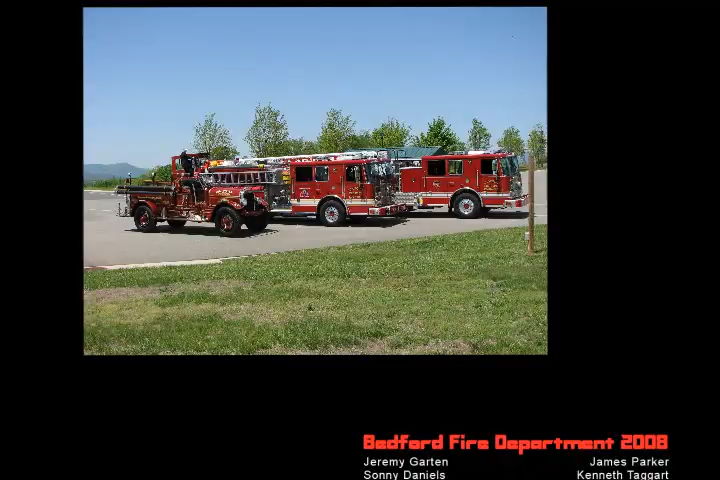 Bedford Fire Department 2008
Jeremy Garten James Parker
Sonny Daniels Kenneth Taggart